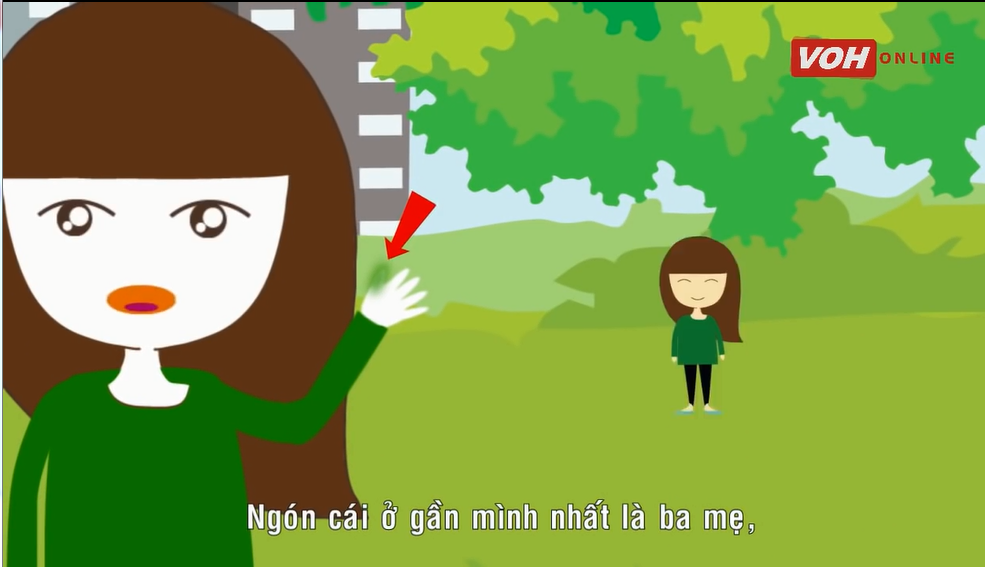 VOH ONLINE
Ngón cái ở gần mình nhất là ba mẹ,